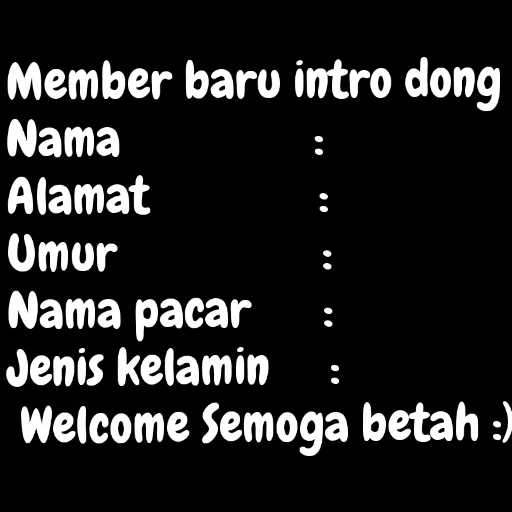 Member baru intro dong
Nama :
Alamat :
Umur :
Nama pacar :
Jenis kelamin :
Welcome Semoga betah :)